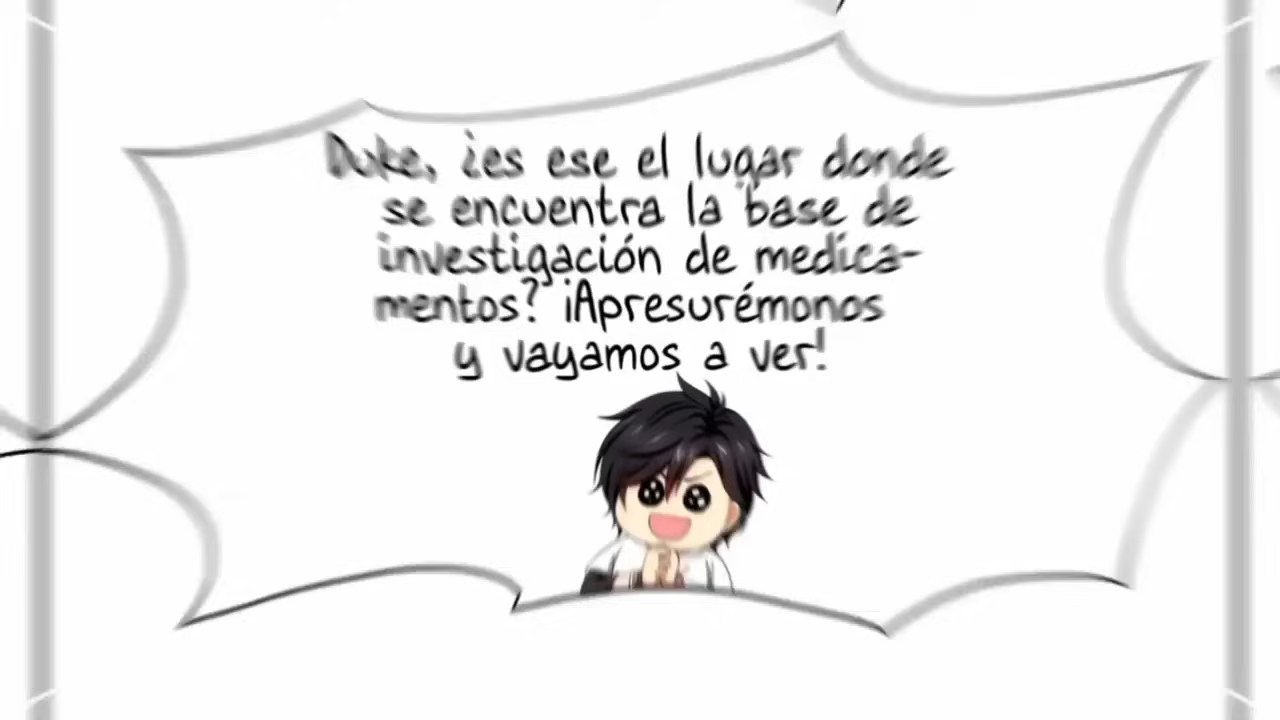 Duke, ¿es ese el lugar donde
se encuentra la base de
investigación de medica-
mentos? ¡Apresurémonos
y vayamos a ver!